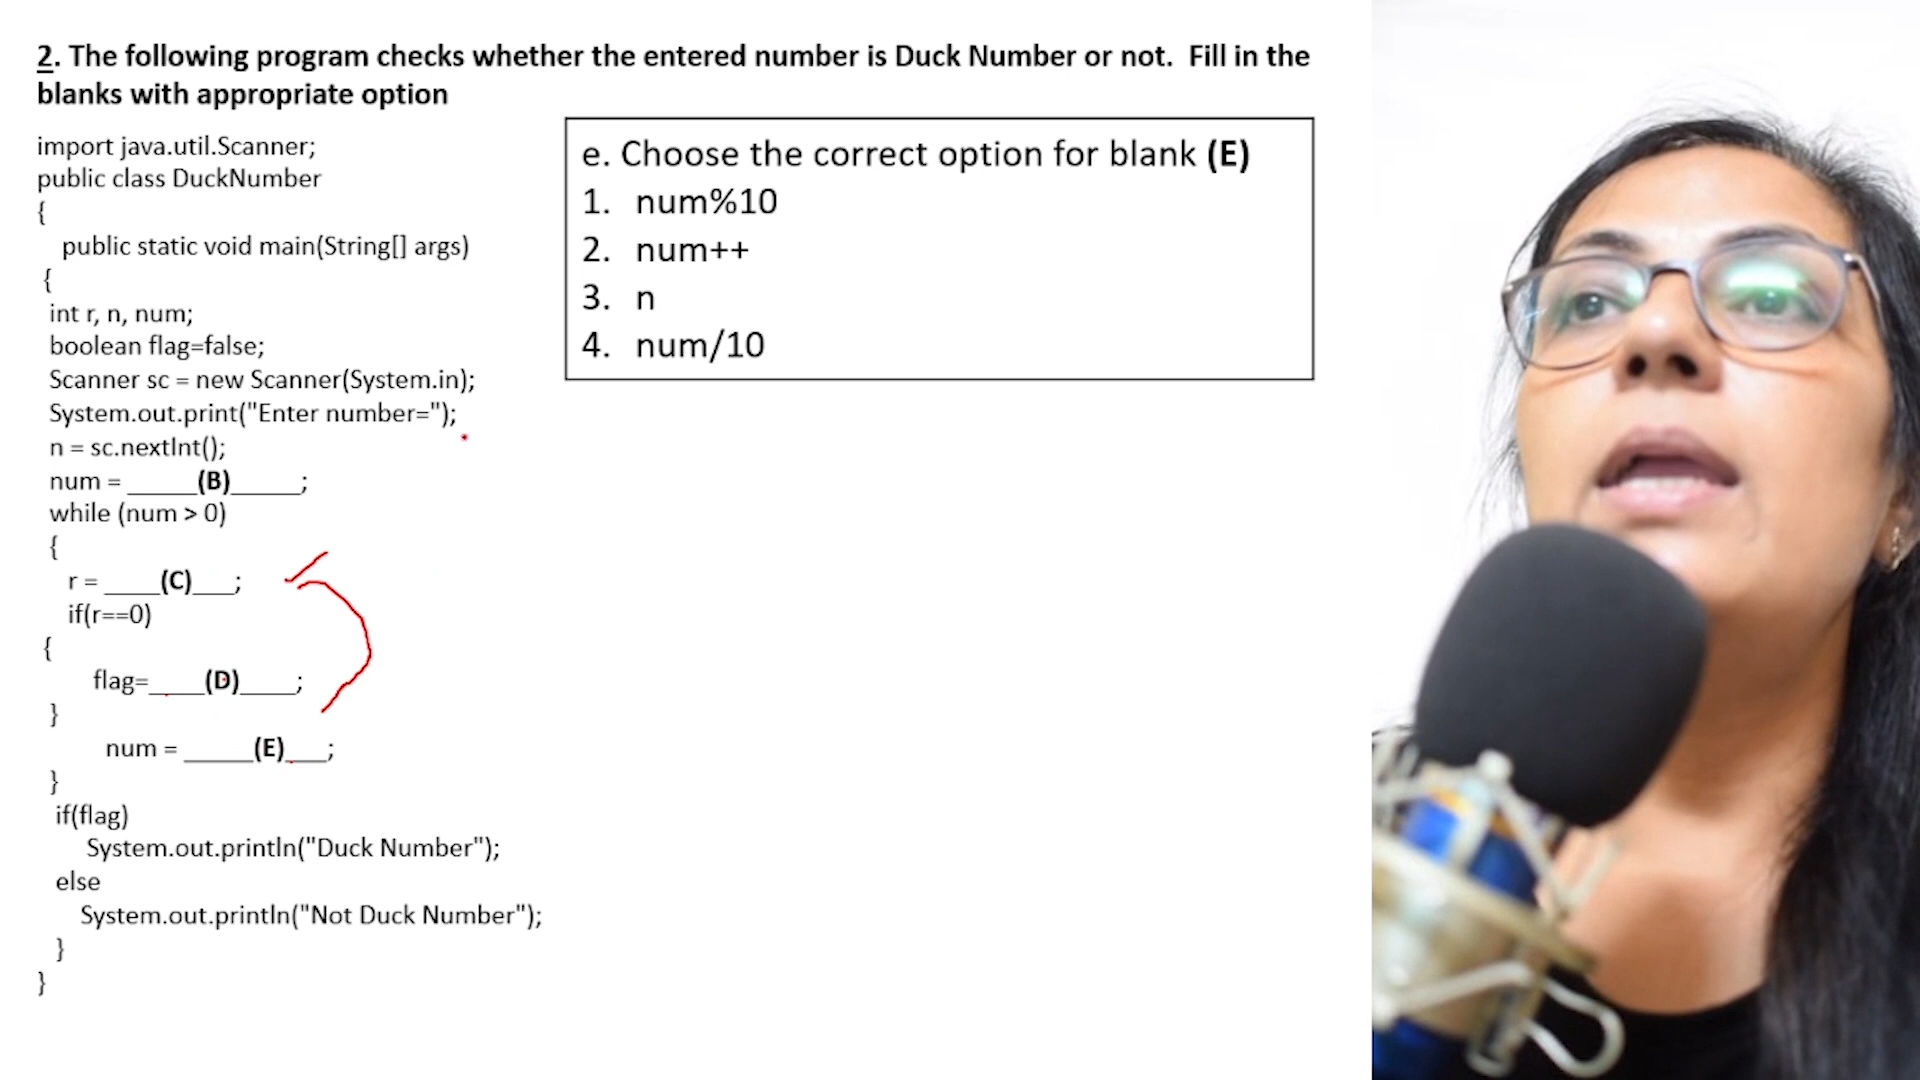 2. The following program checks whether the entered number is Duck Number or not.  Fill in the
blanks with appropriate option
import java.util.Scanner;
public class DuckNumber
{
public static void main(String[] args)
{
int r, n, num;
boolean flag=false;
Scanner sc = new Scanner(System.in);
System.out.print("Enter number=");
n = sc.nextInt();
num = _____(B)_____;
while (num > 0)
{
r = ____(C)___;
if(r==0)
{
flag=____(D)____;
}
num = _____(E)___;
}
if(flag)
System.out.println("Duck Number");
else
System.out.println("Not Duck Number");
}
}
e. Choose the correct option for blank (E)
1. num%10
2. num++
3. n
4. num/10